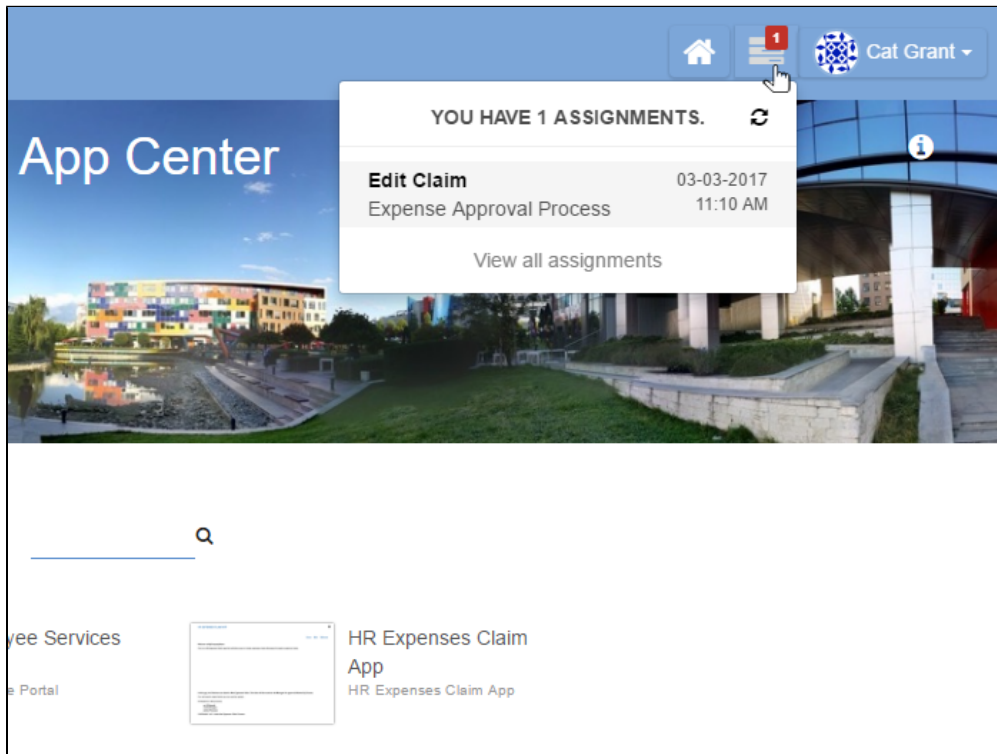 1
Cat Grant
App Center
YOU HAVE 1 ASSIGNMENTS.
Edit Claim
03-03-2017
Expense Approval Process
11:10 AM
View all assignments
yee Services
e Portal
HR Expenses Claim
App
HR Expenses Claim App